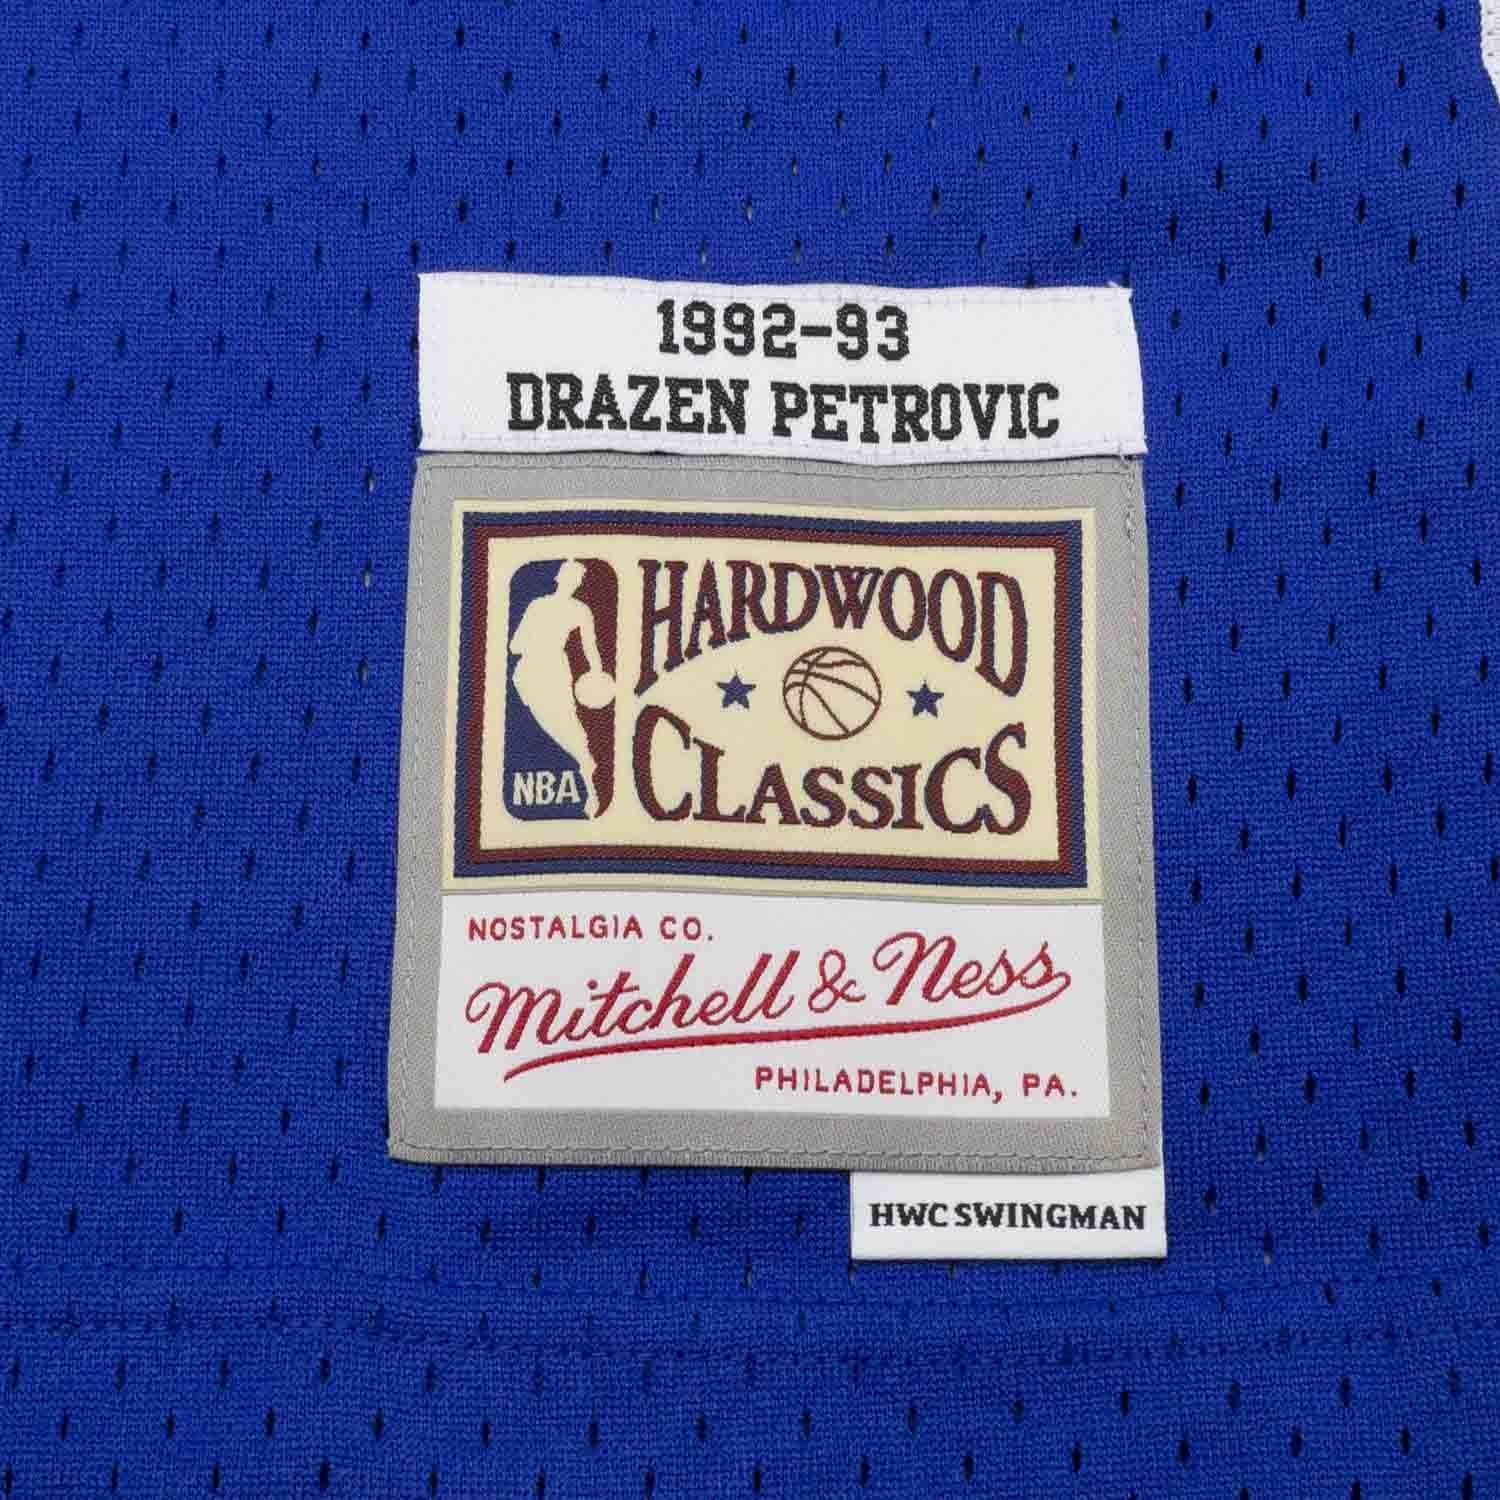 1992-93
DRAZEN PETROVIC
HARDWOOD
CLASSICS
NBA
NOSTALGIA CO.
Mitchell & Ness
PHILADELPHIA, PA.
HWC SWINGMAN